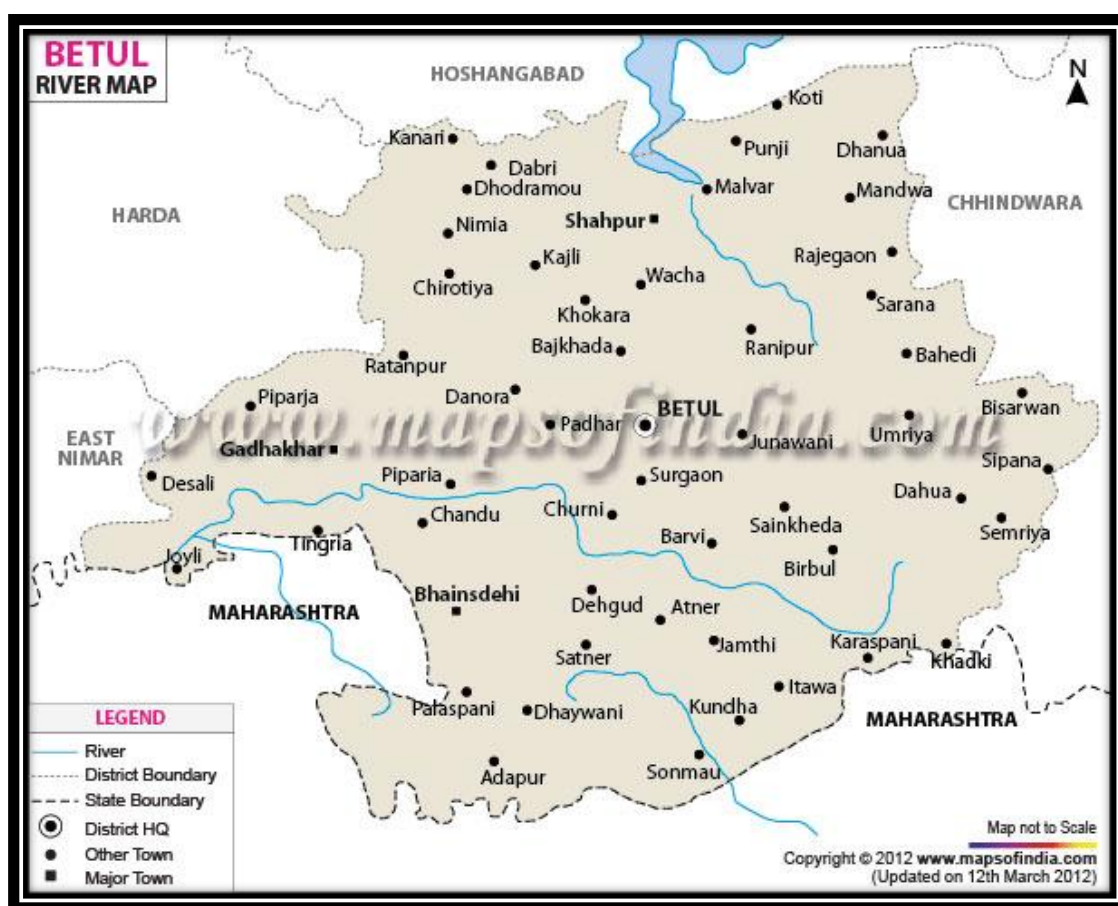 BETUL
RIVER MAP
HOSHANGABAD
N
Koti
Kanari
Punji
Dhanua
Dabri
Dhodramou
Malvar
Mandwa
CHHINDWARA
HARDA
Shahpur
Nimia
Kajli
Rajegaon
Wacha
Chirotiya
Sarana
Khokara
Ranipur
Bajkhada
Bahedi
Ratanpur
Piparja
Danora
BETUL
Bisarwan
www.mapsofindia.com
EAST
NIMAR
Padhar
Junawani
Umriya
Gadhakhar
Sipana
Desali
Piparia
Surgaon
Dahua
Chandu
Churni
Sainkheda
Semriya
Tingria
Barvi
Joyli
Birbul
MAHARASHTRA
Bhainsdehi
Dehgud
Atner
Jamthi
Karaspani
Satner
Khadki
Itawa
Palaspani
Dhaywani
Kundha
MAHARASHTRA
Adapur
Sonmau
LEGEND
River
District Boundary
State Boundary
District HQ
Other Town
Major Town
Map not to Scale
Copyright © 2012 www.mapsofindia.com
(Updated on 12th March 2012)